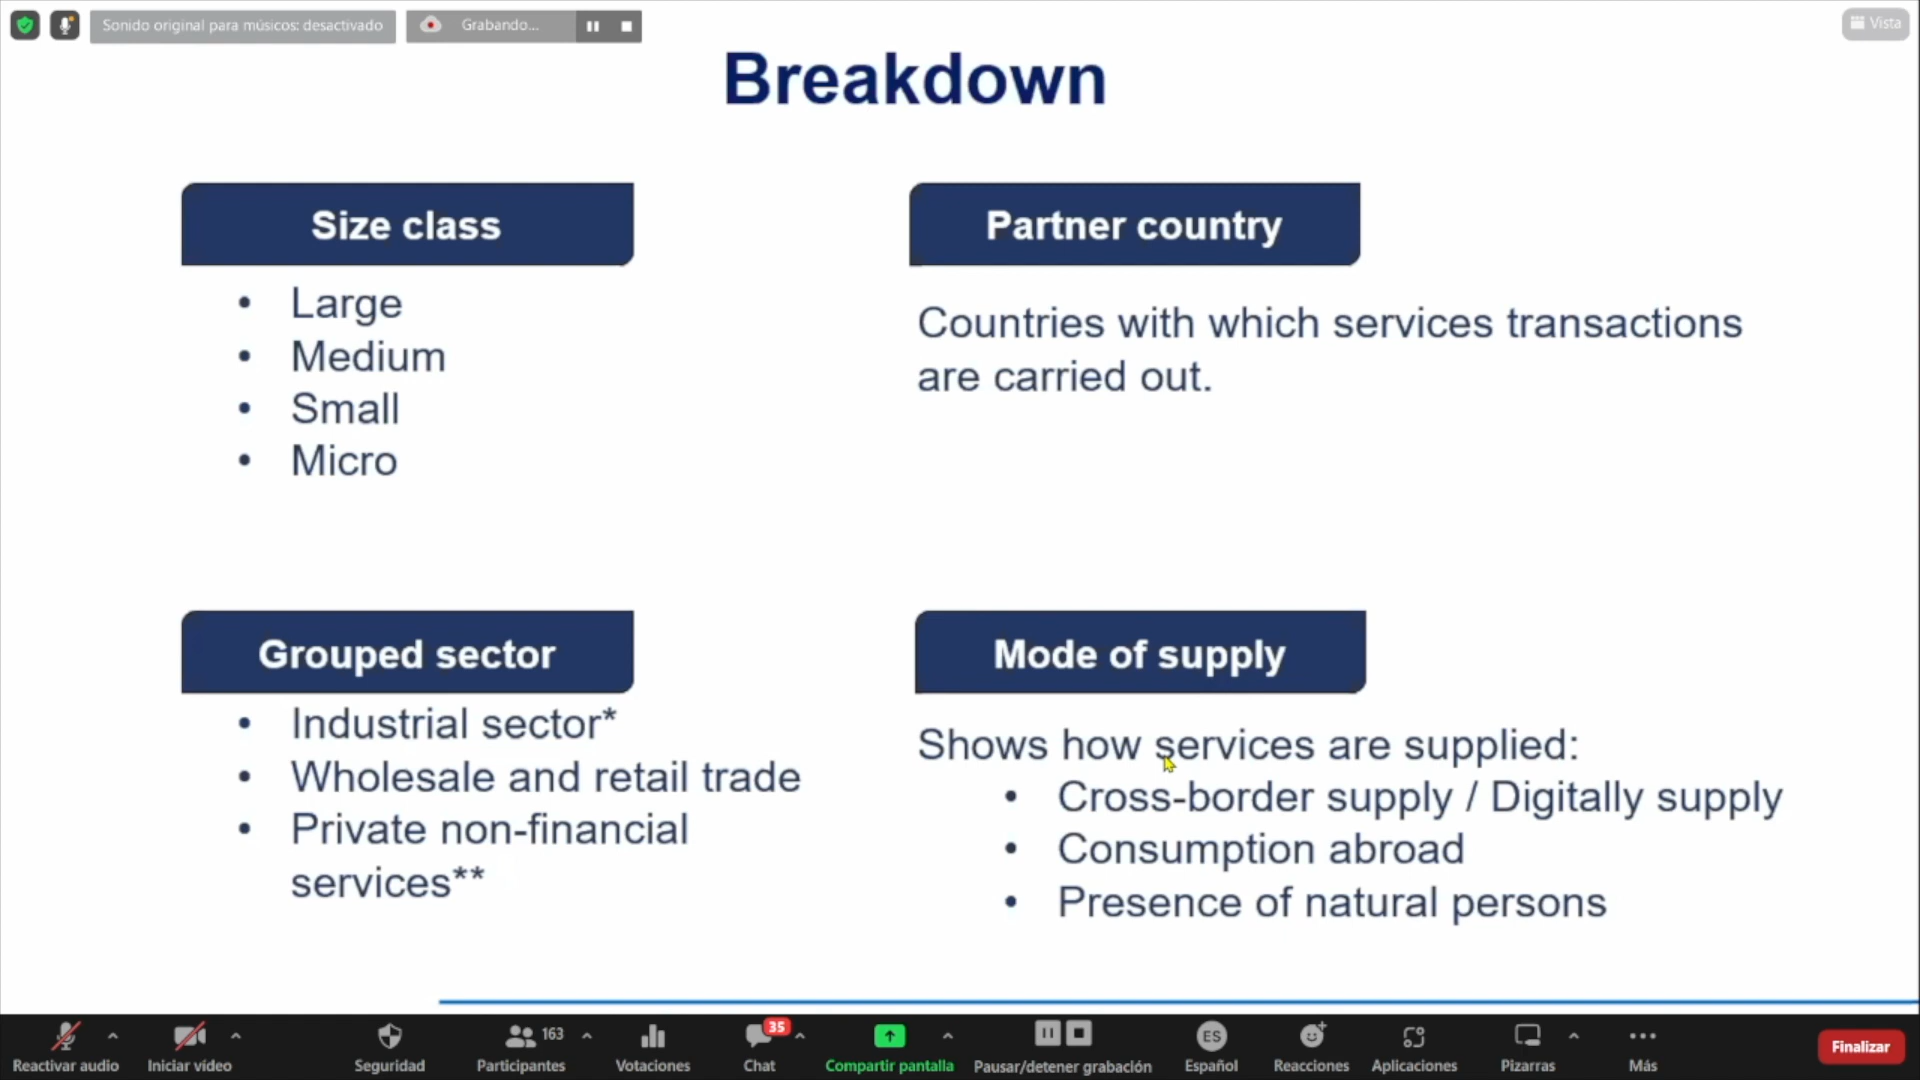 Sonido original para músicos: desactivado
Grabando...
Vista
Breakdown
Size class
• Large
• Medium
• Small
• Micro
Partner country
Countries with which services transactions
are carried out.
Grouped sector
• Industrial sector*
• Wholesale and retail trade
• Private non-financial
services**
Mode of supply
Shows how services are supplied:
• Cross-border supply / Digitally supply
• Consumption abroad
• Presence of natural persons
Reactivar audio
Iniciar vídeo
Seguridad
163
Participantes
Votaciones
35
Chat
Compartir pantalla
Pausar/detener grabación
ES
Español
Reacciones
Aplicaciones
Pizarras
Más
Finalizar